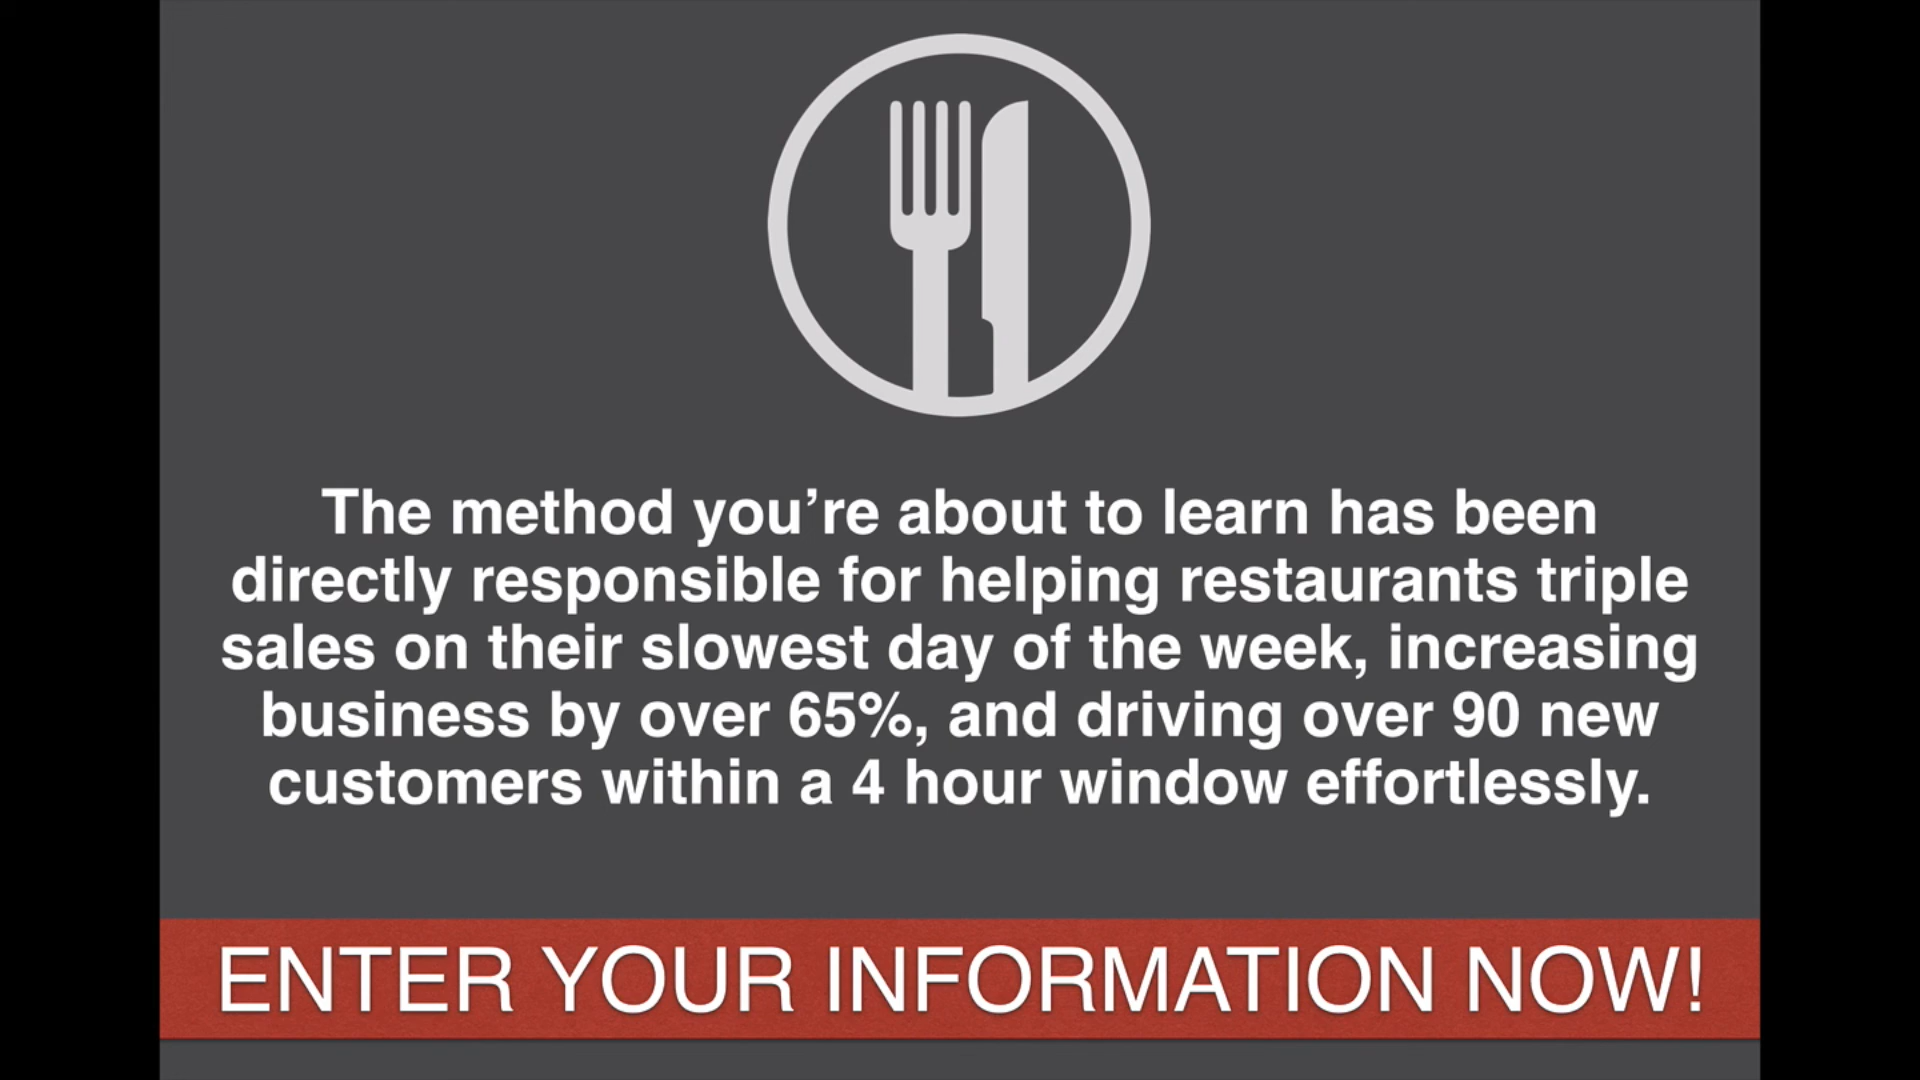 The method you’re about to learn has been
directly responsible for helping restaurants triple
sales on their slowest day of the week, increasing
business by over 65%, and driving over 90 new
customers within a 4 hour window effortlessly.
ENTER YOUR INFORMATION NOW!